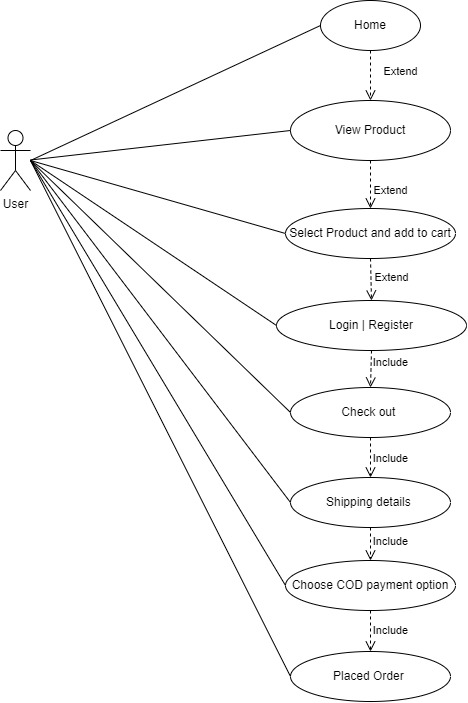 Home
Extend
View Product
Extend
User
Select Product and add to cart
Extend
Login | Register
Include
Check out
Include
Shipping details
Include
Choose COD payment option
Include
Placed Order